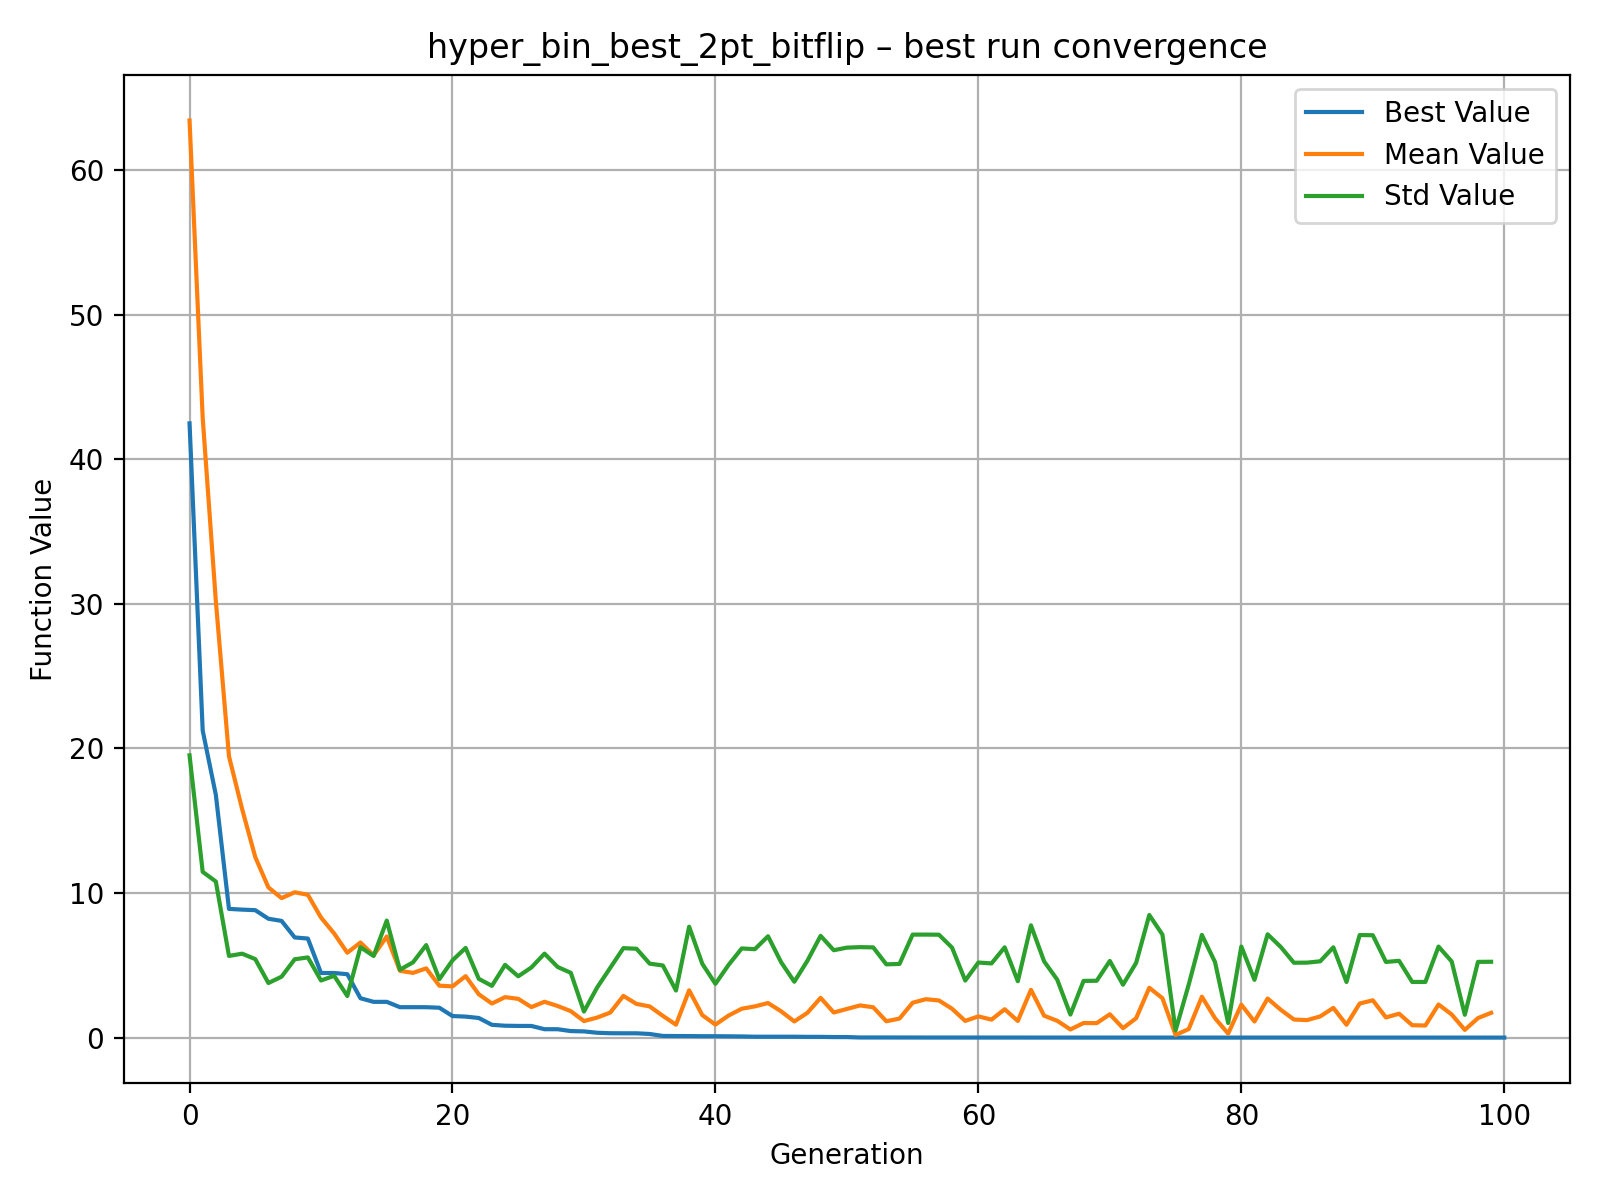 hyper_bin_best_2pt_bitflip – best run convergence
Best Value
Mean Value
Std Value
Function Value
60
50
40
30
20
10
0
0 20 40 60 80 100
Generation